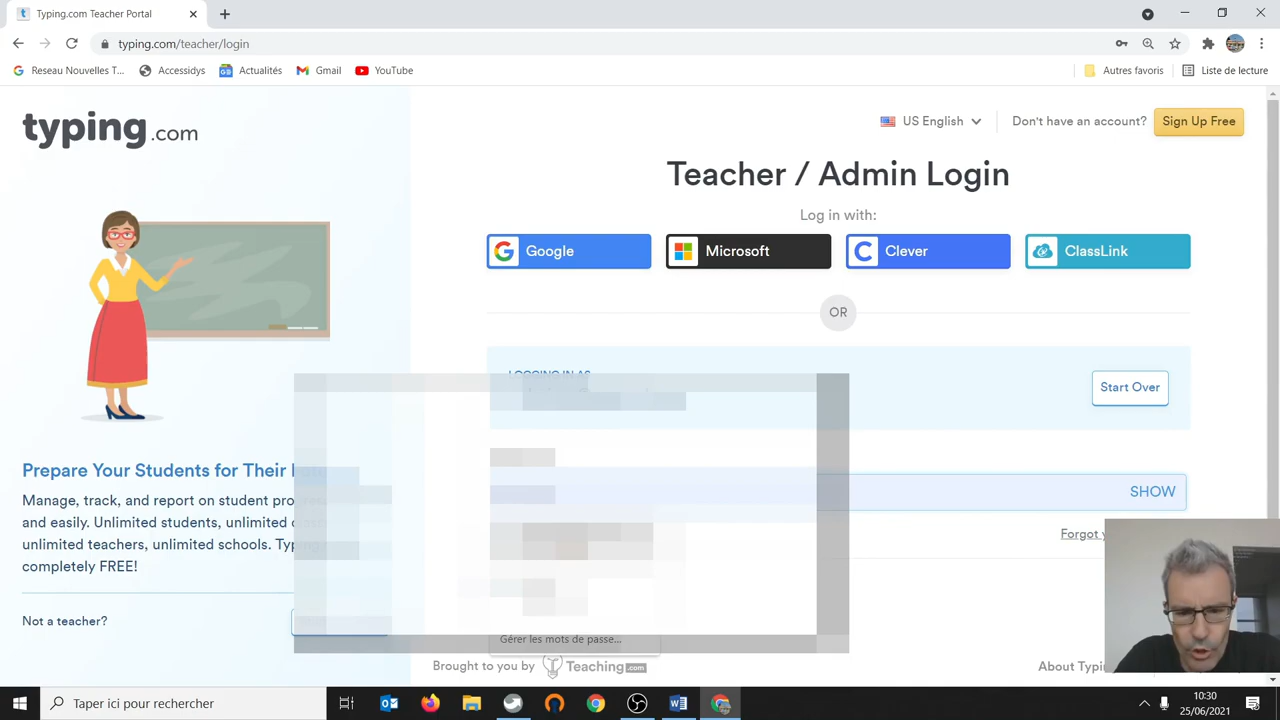 Typing.com Teacher Portal
typing.com/teacher/login
Reseau Nouvelles T...
Accessidys
Actualités
Gmail
YouTube
Autres favoris
Liste de lecture
typing.com
US English
Don't have an account?
Sign Up Free
Teacher / Admin Login
Log in with:
Google
Microsoft
Clever
ClassLink
OR
LOGGING IN AS
Start Over
Prepare Your Students for Their
Manage, track, and report on student
and easily. Unlimited students, unlimited
unlimited teachers, unlimited schools.
completely FREE!
SHOW
Forgot
Not a teacher?
Gérer les mots de passe...
Brought to you by Teaching.com
About
Taper ici pour rechercher
10:30
25/06/2021